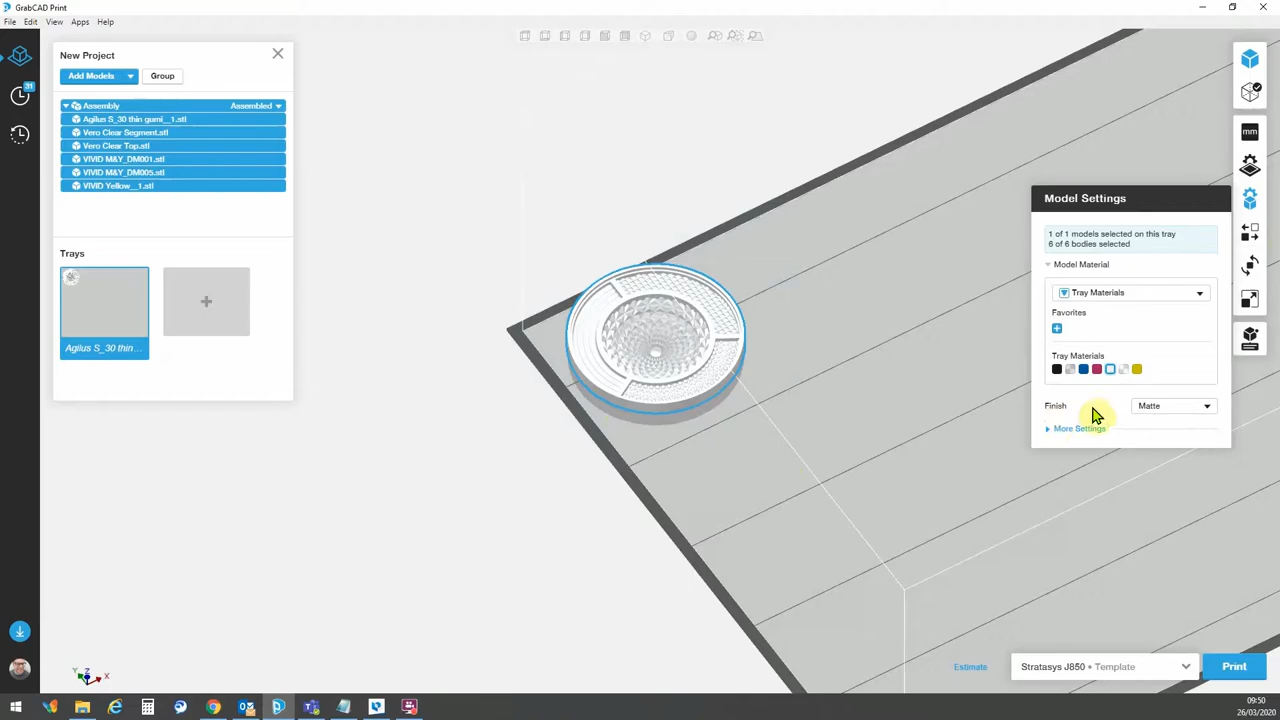 GrabCAD Print
File Edit View Apps Help
New Project
Add Models
Group
Assembly
Assembled
Agilus S_30 thin gumi__1.stl
Vero Clear Segment.stl
Vero Clear Top.stl
VIVID M&Y_DM001.stl
VIVID M&Y_DM005.stl
VIVID Yellow__1.stl
Trays
+
Agilus S_30 thin...
31
mm
Model Settings
1 of 1 models selected on this tray
6 of 6 bodies selected
Model Material
Tray Materials
Favorites
Tray Materials
Finish
Matte
More Settings
Y Z X
Estimate
Stratasys J850 • Template
Print
09:50
26/03/2020